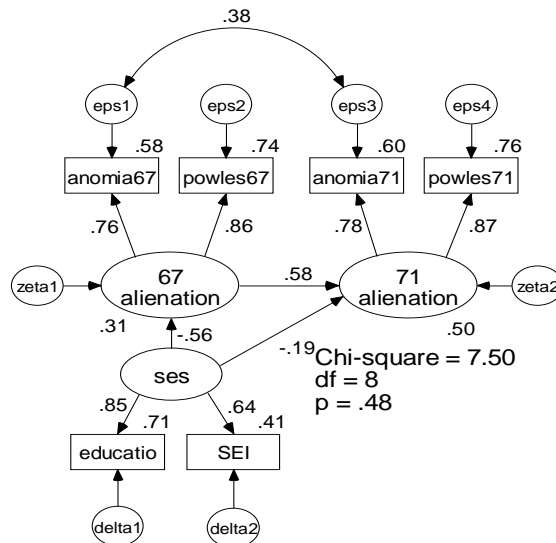 .38
eps1
eps2
eps3
eps4
.58
.74
.60
.76
anomia67
powles67
anomia71
powles71
.76
.86
.78
.87
zeta1
67
alienation
.58
71
alienation
zeta2
.31
-.56
-.19
.50
ses
Chi-square = 7.50
df = 8
p = .48
.85
.71
.64
.41
educatio
SEI
delta1
delta2